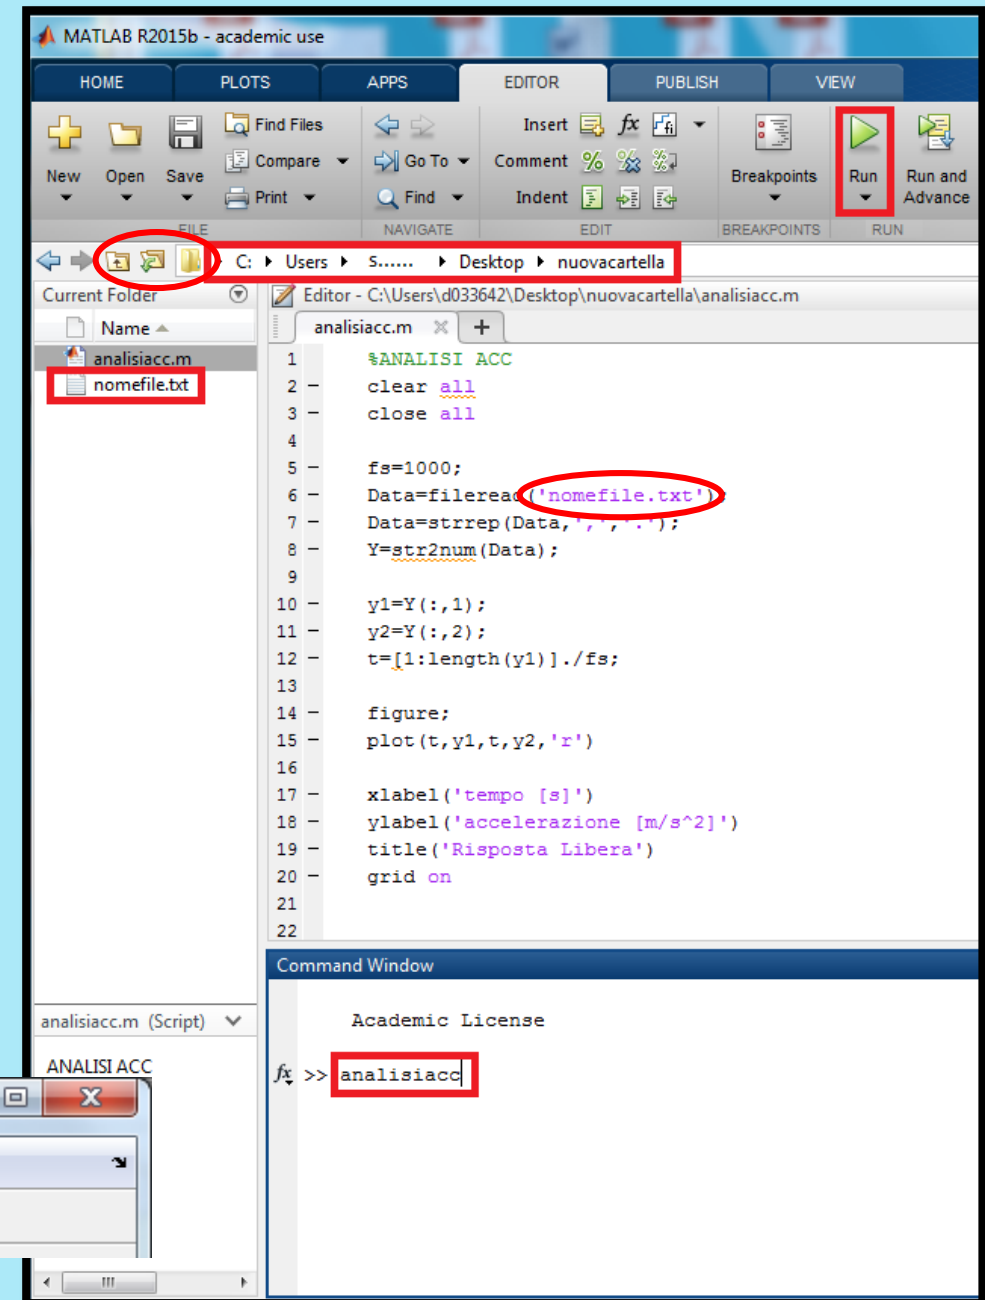 MATLAB R2015b - academic use
HOME PLOTS APPS EDITOR PUBLISH VIEW
New Open Save Find Files Compare Print
Go To Find
Insert fx fi
Comment
Indent
Breakpoints Run Run and Advance
FILE NAVIGATE EDIT BREAKPOINTS RUN
C: Users s...... Desktop nuovacartella
Current Folder
Name
analisiacc.m
nomefile.txt
Editor - C:\Users\d033642\Desktop\nuovacartella\analisiacc.m
analisiacc.m
1 %ANALISI ACC
2 – clear all
3 – close all
4
5 – fs=1000;
6 – Data=fileread('nomefile.txt');
7 – Data=strrep(Data,',','.');
8 – Y=str2num(Data);
9
10 – y1=Y(:,1);
11 – y2=Y(:,2);
12 – t=[1:length(y1)]./fs;
13
14 – figure;
15 – plot(t,y1,t,y2,'r')
16
17 – xlabel('tempo [s]')
18 – ylabel('accelerazione [m/s^2]')
19 – title('Risposta Libera')
20 – grid on
21
22
Command Window
Academic License
fx >> analisiacc
analisiacc.m (Script)
ANALISI ACC